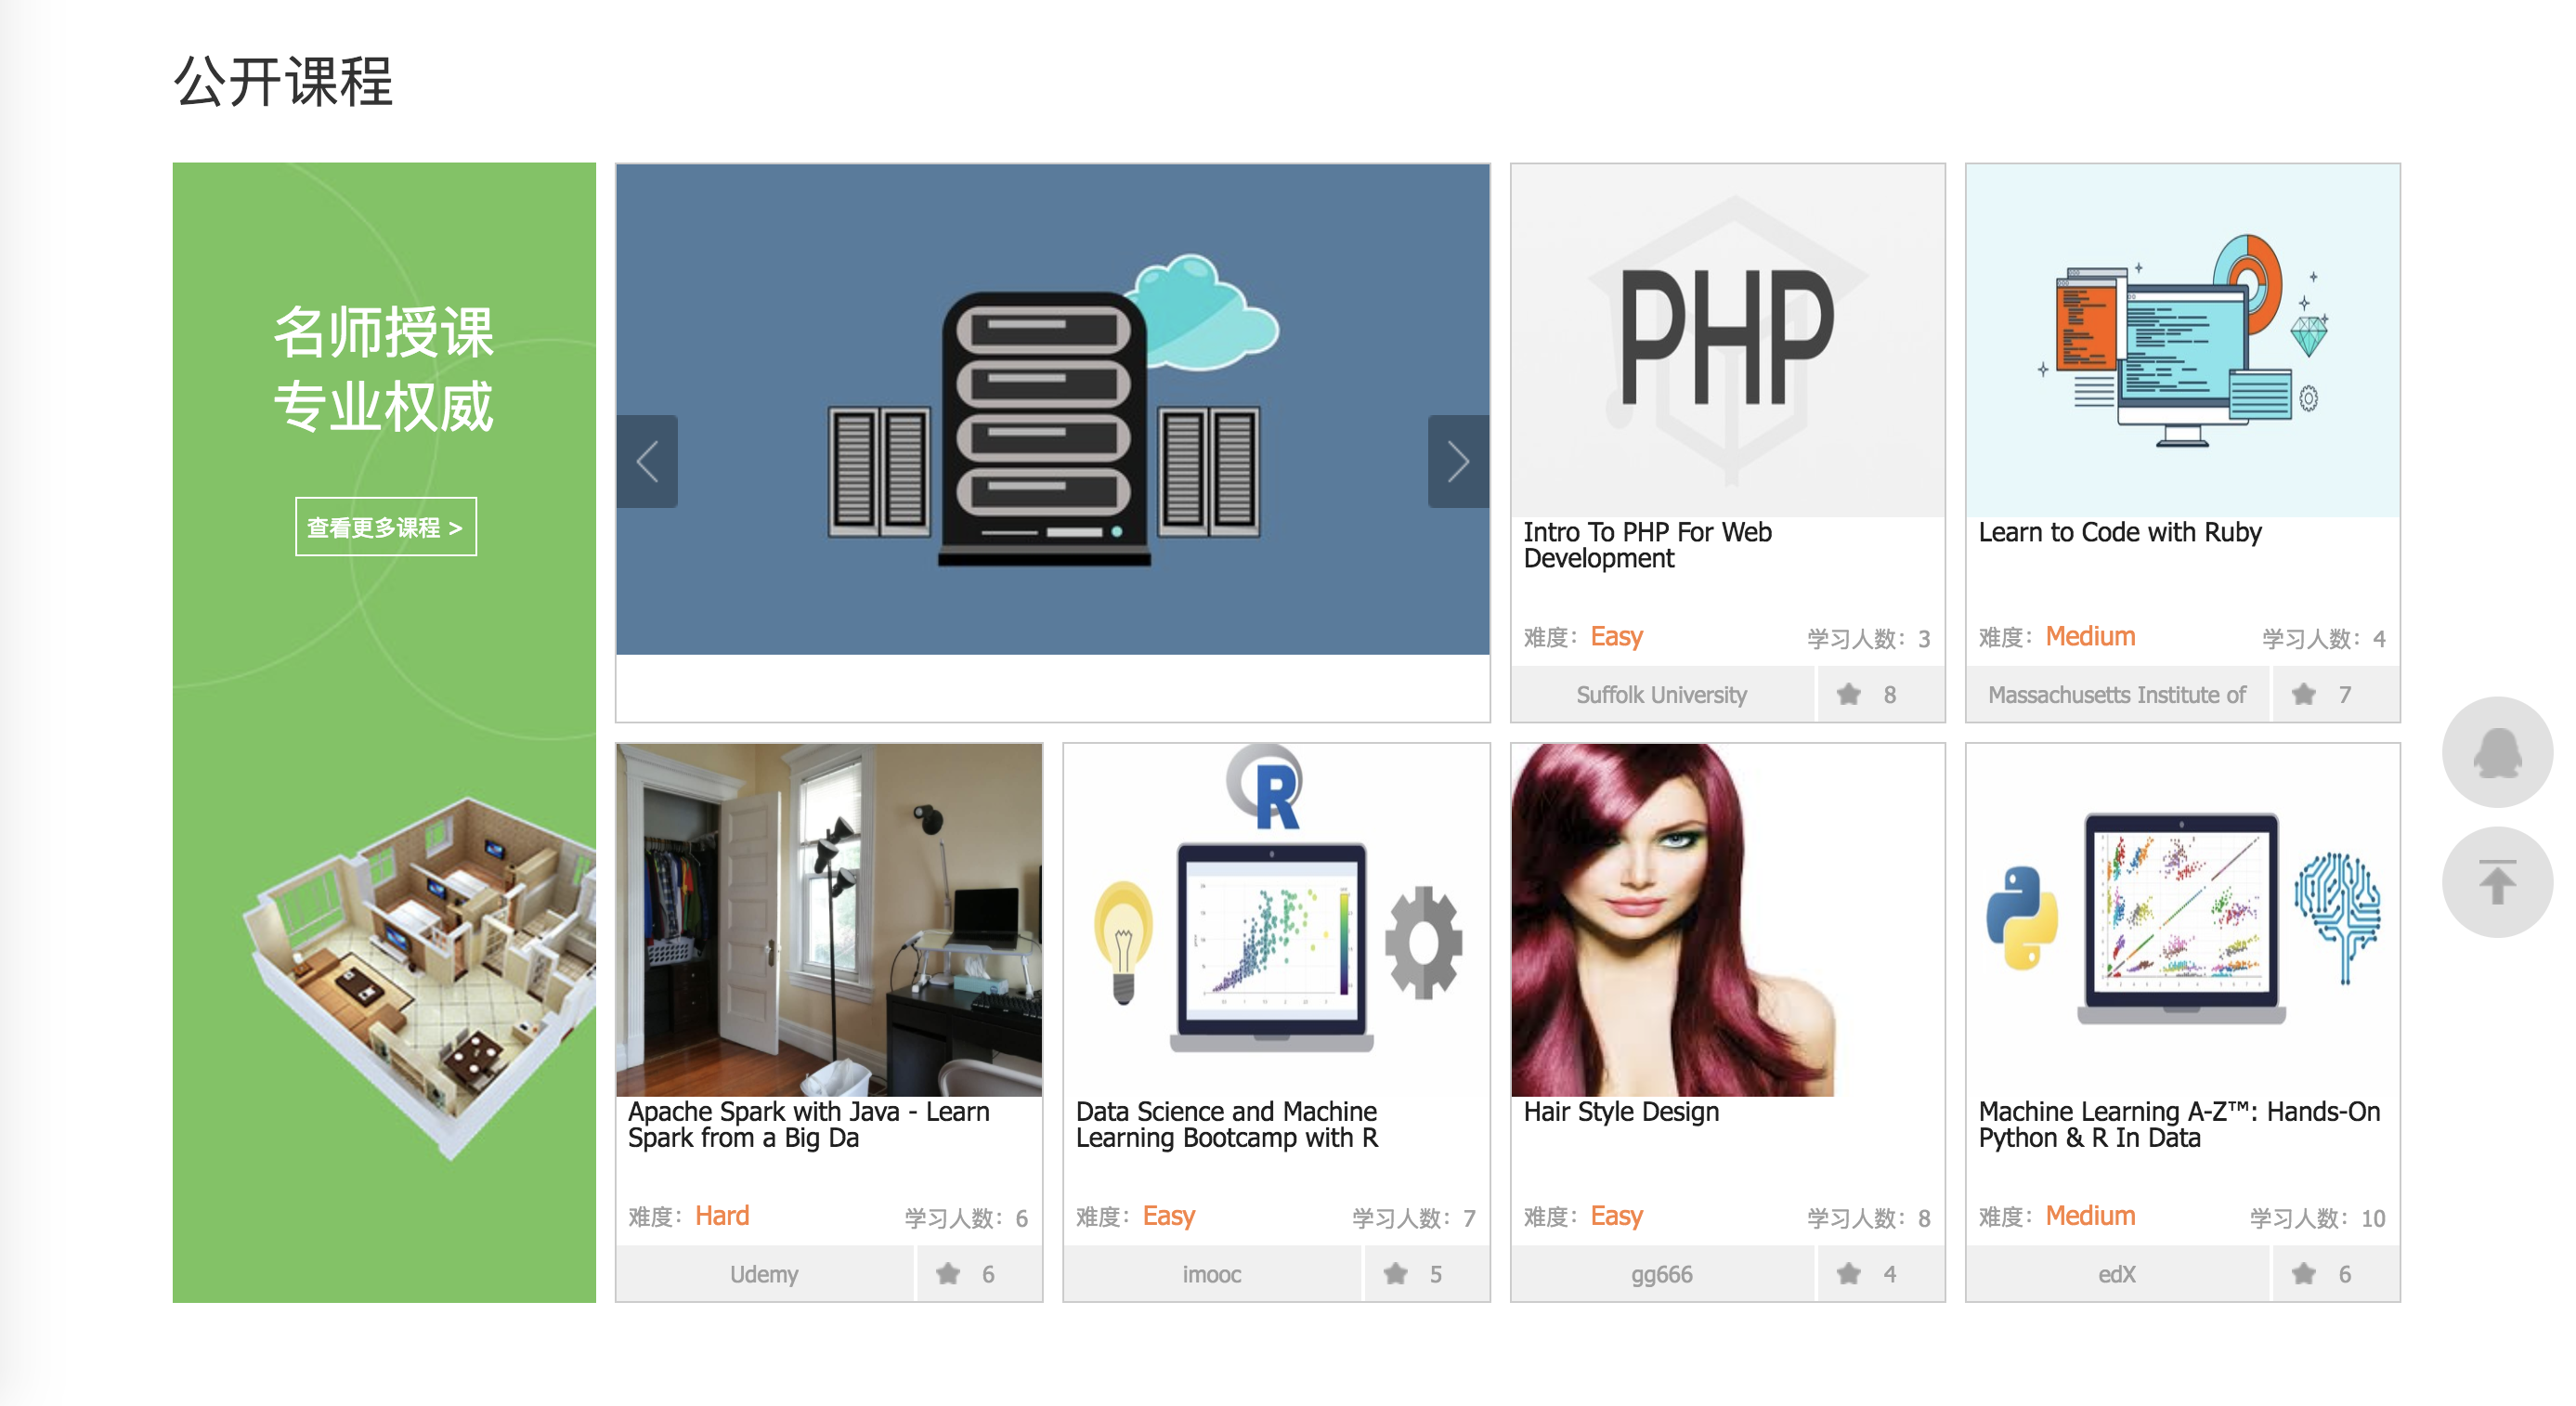 公开课程
名师授课
专业权威
查看更多课程 >
PHP
Intro To PHP For Web
Development
难度：Easy
学习人数：3
Suffolk University
8
Learn to Code with Ruby
难度：Medium
学习人数：4
Massachusetts Institute of
7
Apache Spark with Java - Learn
Spark from a Big Da
难度：Hard
学习人数：6
Udemy
6
R
Data Science and Machine
Learning Bootcamp with R
难度：Easy
学习人数：7
imooc
5
Hair Style Design
难度：Easy
学习人数：8
gg666
4
Machine Learning A-Z™: Hands-On
Python & R In Data
难度：Medium
学习人数：10
edX
6